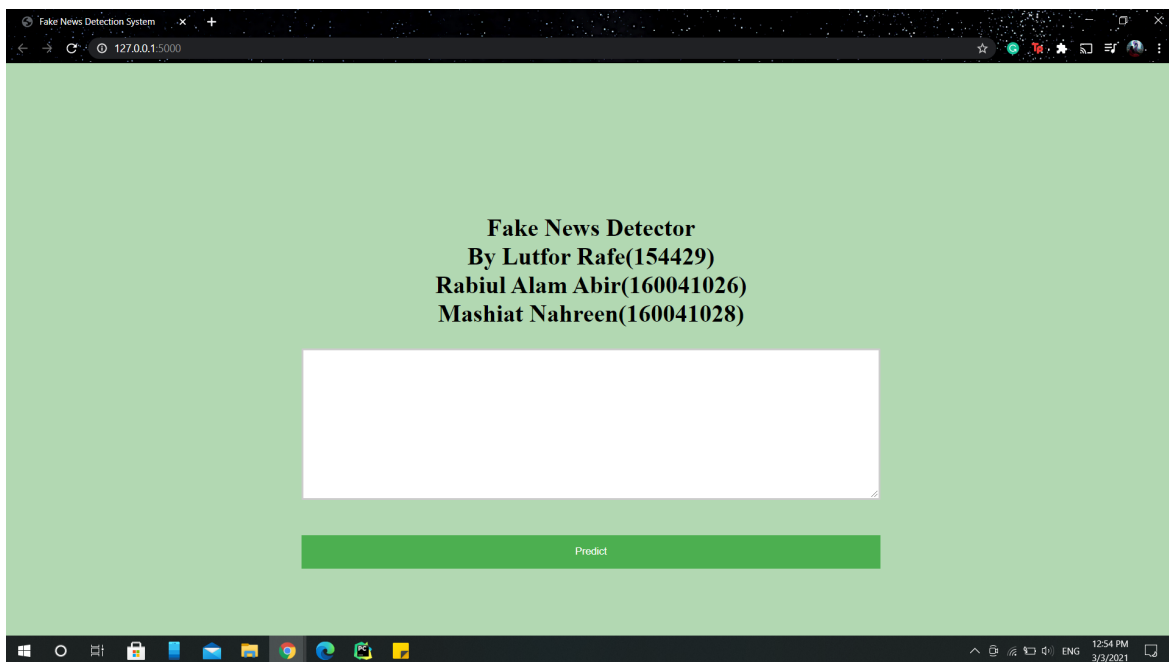 Fake News Detection System
127.0.0.1:5000
Fake News Detector
By Lutfor Rafe(154429)
Rabiul Alam Abir(160041026)
Mashiat Nahreen(160041028)
Predict
ENG
12:54 PM
3/3/2021